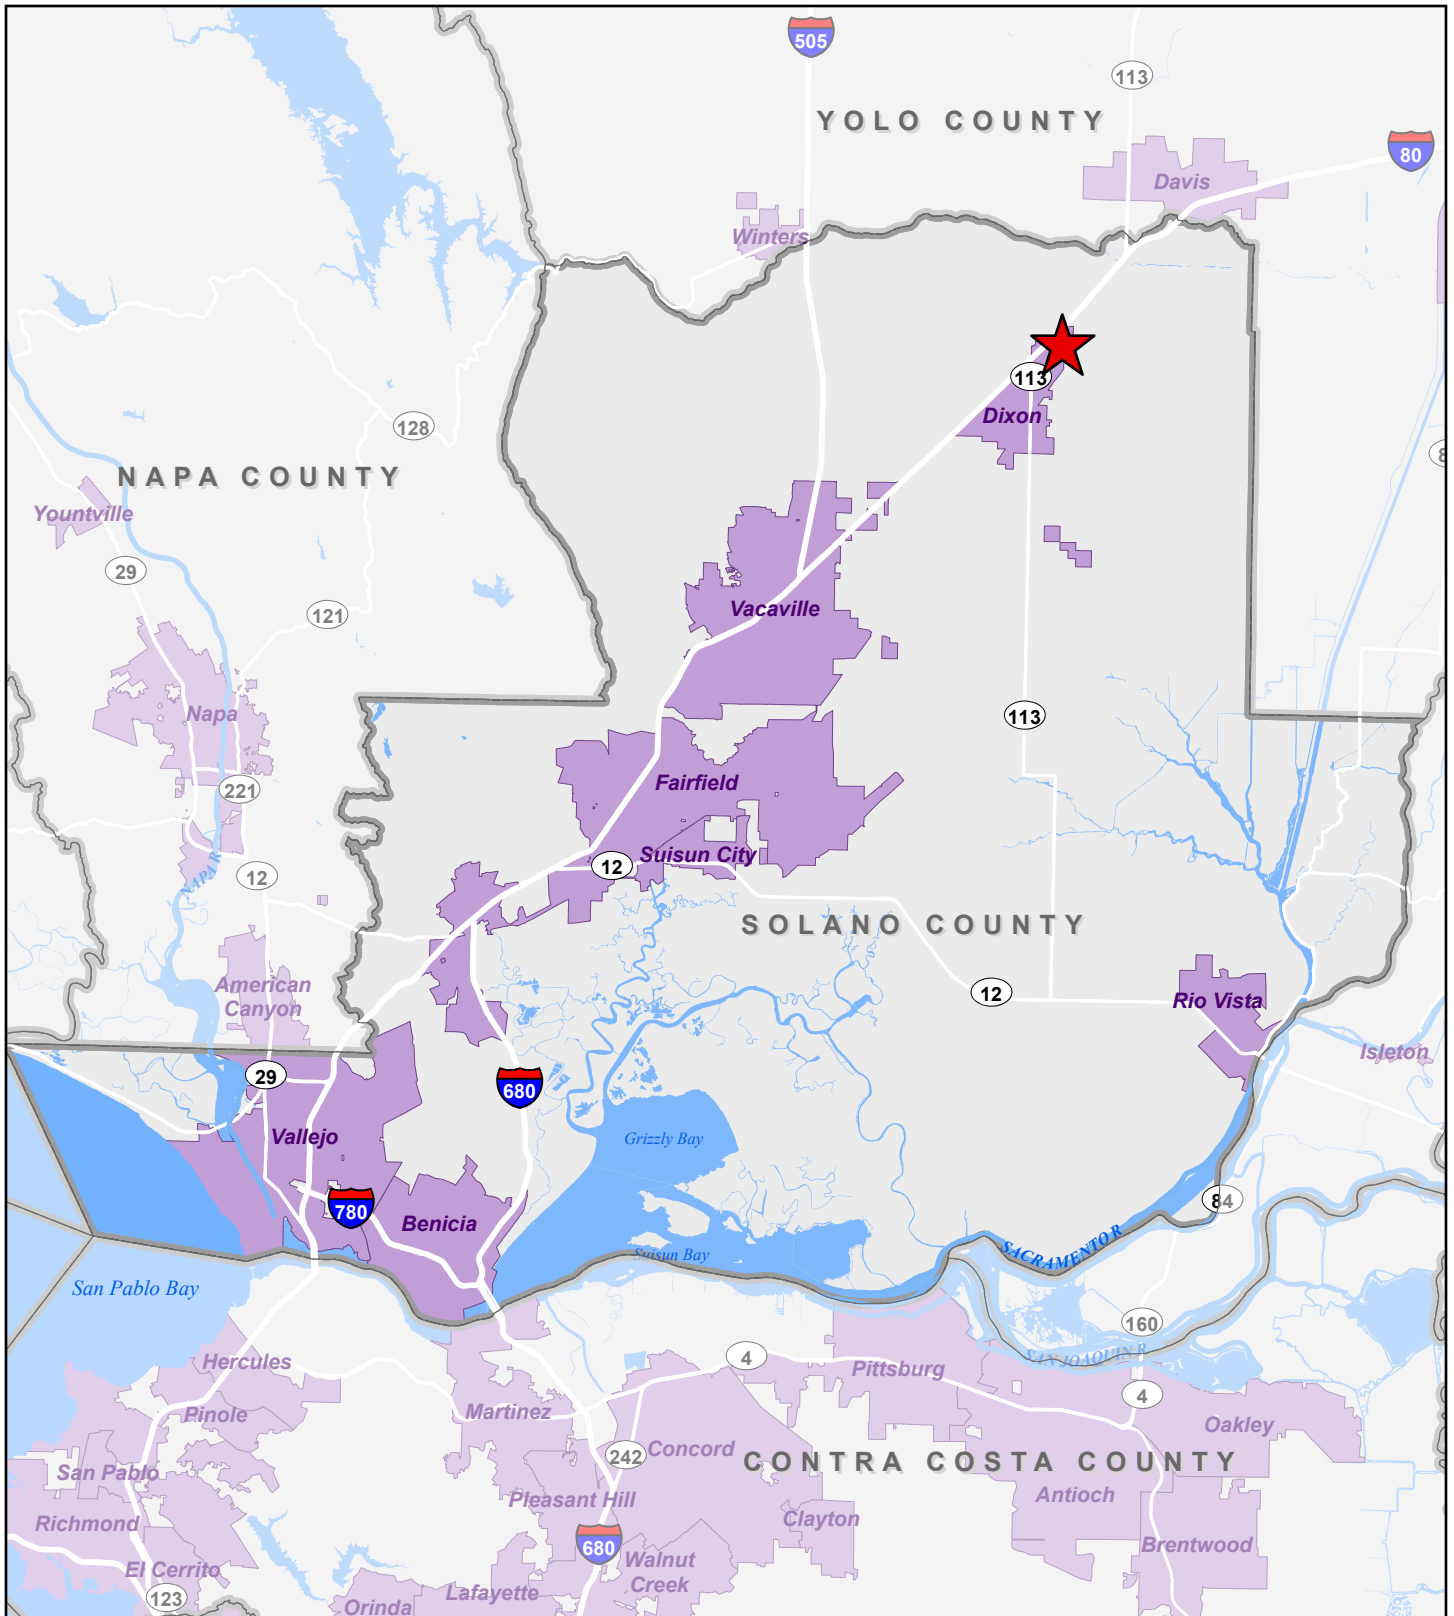 505
113
YOLO COUNTY
80
Davis
Winters
113
Dixon
128
NAPA COUNTY
Yountville
29
121
Vacaville
Napa
113
221
Fairfield
Suisun City
12
12
NAPA R
SOLANO COUNTY
American
Canyon
12
Rio Vista
Isleton
29
680
Vallejo
Grizzly Bay
780
Benicia
84
SACRAMENTO R
Suisun Bay
San Pablo Bay
160
SAN JOAQUIN R
Hercules
4
Pittsburg
4
Pinole
Martinez
Oakley
Concord
242
CONTRA COSTA COUNTY
San Pablo
Antioch
Pleasant Hill
Richmond
Clayton
680
Brentwood
Walnut
Creek
El Cerrito
Lafayette
123
Orinda